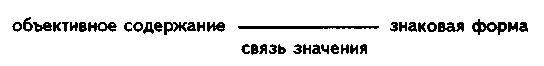 объективное содержание знаковая форма
связь значения